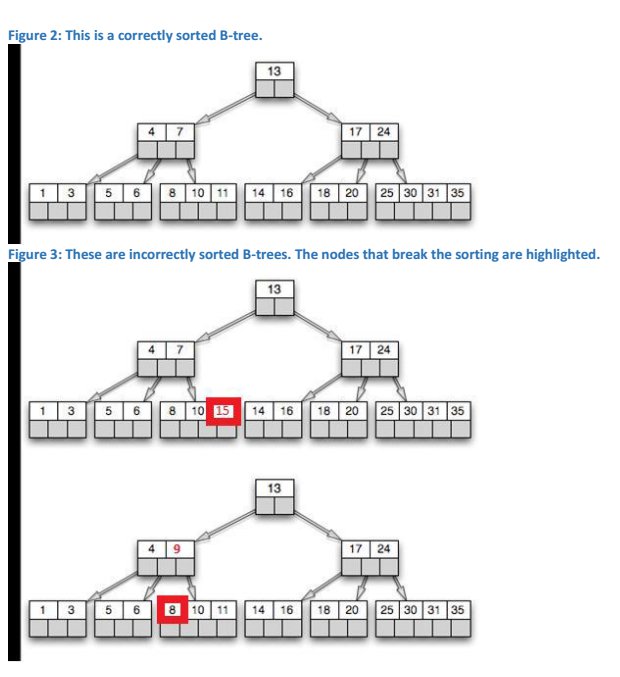 Figure 2: This is a correctly sorted B-tree.
13
4 7 17 24
1 3 5 6 8 10 11 14 16 18 20 25 30 31 35
Figure 3: These are incorrectly sorted B-trees. The nodes that break the sorting are highlighted.
13
4 7 17 24
1 3 5 6 8 10 15 14 16 18 20 25 30 31 35
13
4 9 17 24
1 3 5 6 8 10 11 14 16 18 20 25 30 31 35